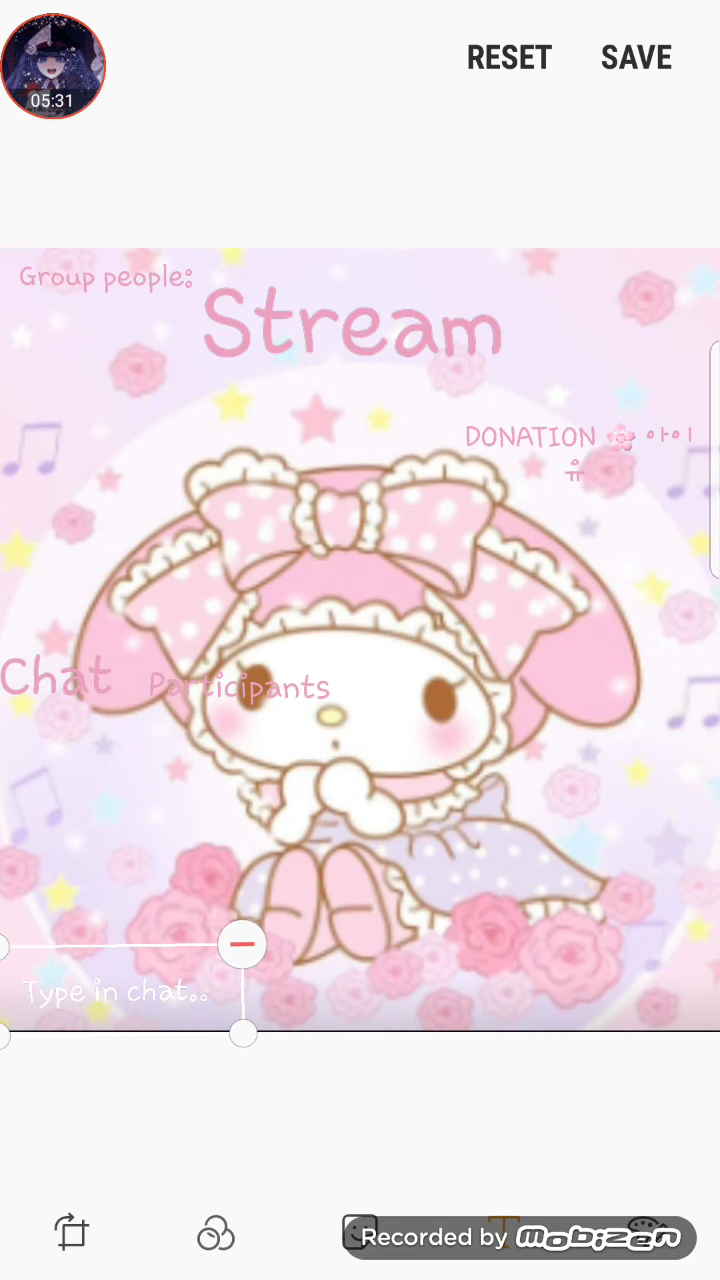 05:31
RESET SAVE
Group people:
Stream
DONATION 🌸 아이
유
Chat Participants
Type in chat..
T
Recorded by mobizen